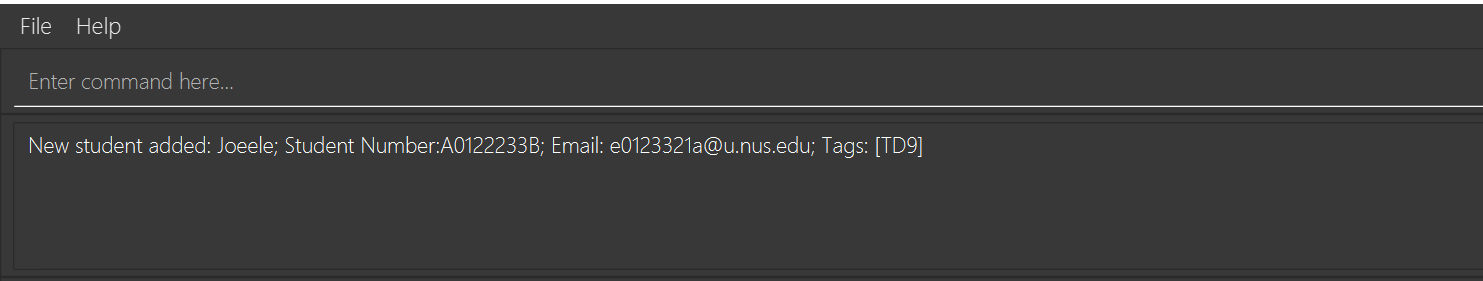 File Help
Enter command here...
New student added: Joeele; Student Number:A0122233B; Email: e0123321a@u.nus.edu; Tags: [TD9]